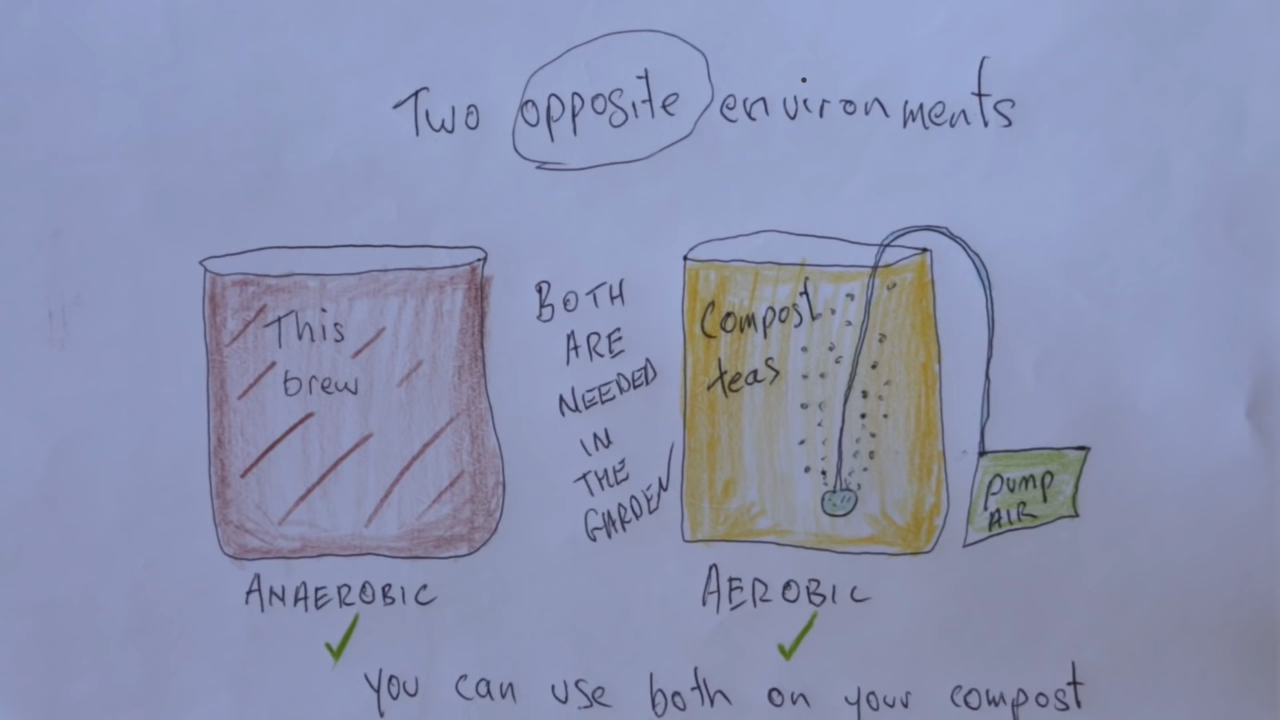 Two opposite environments
This
brew
BOTH
ARE
NEEDED
IN
THE
GARDEN
Compost
teas
pump
AIR
ANAEROBIC
AEROBIC
you can use both on your compost